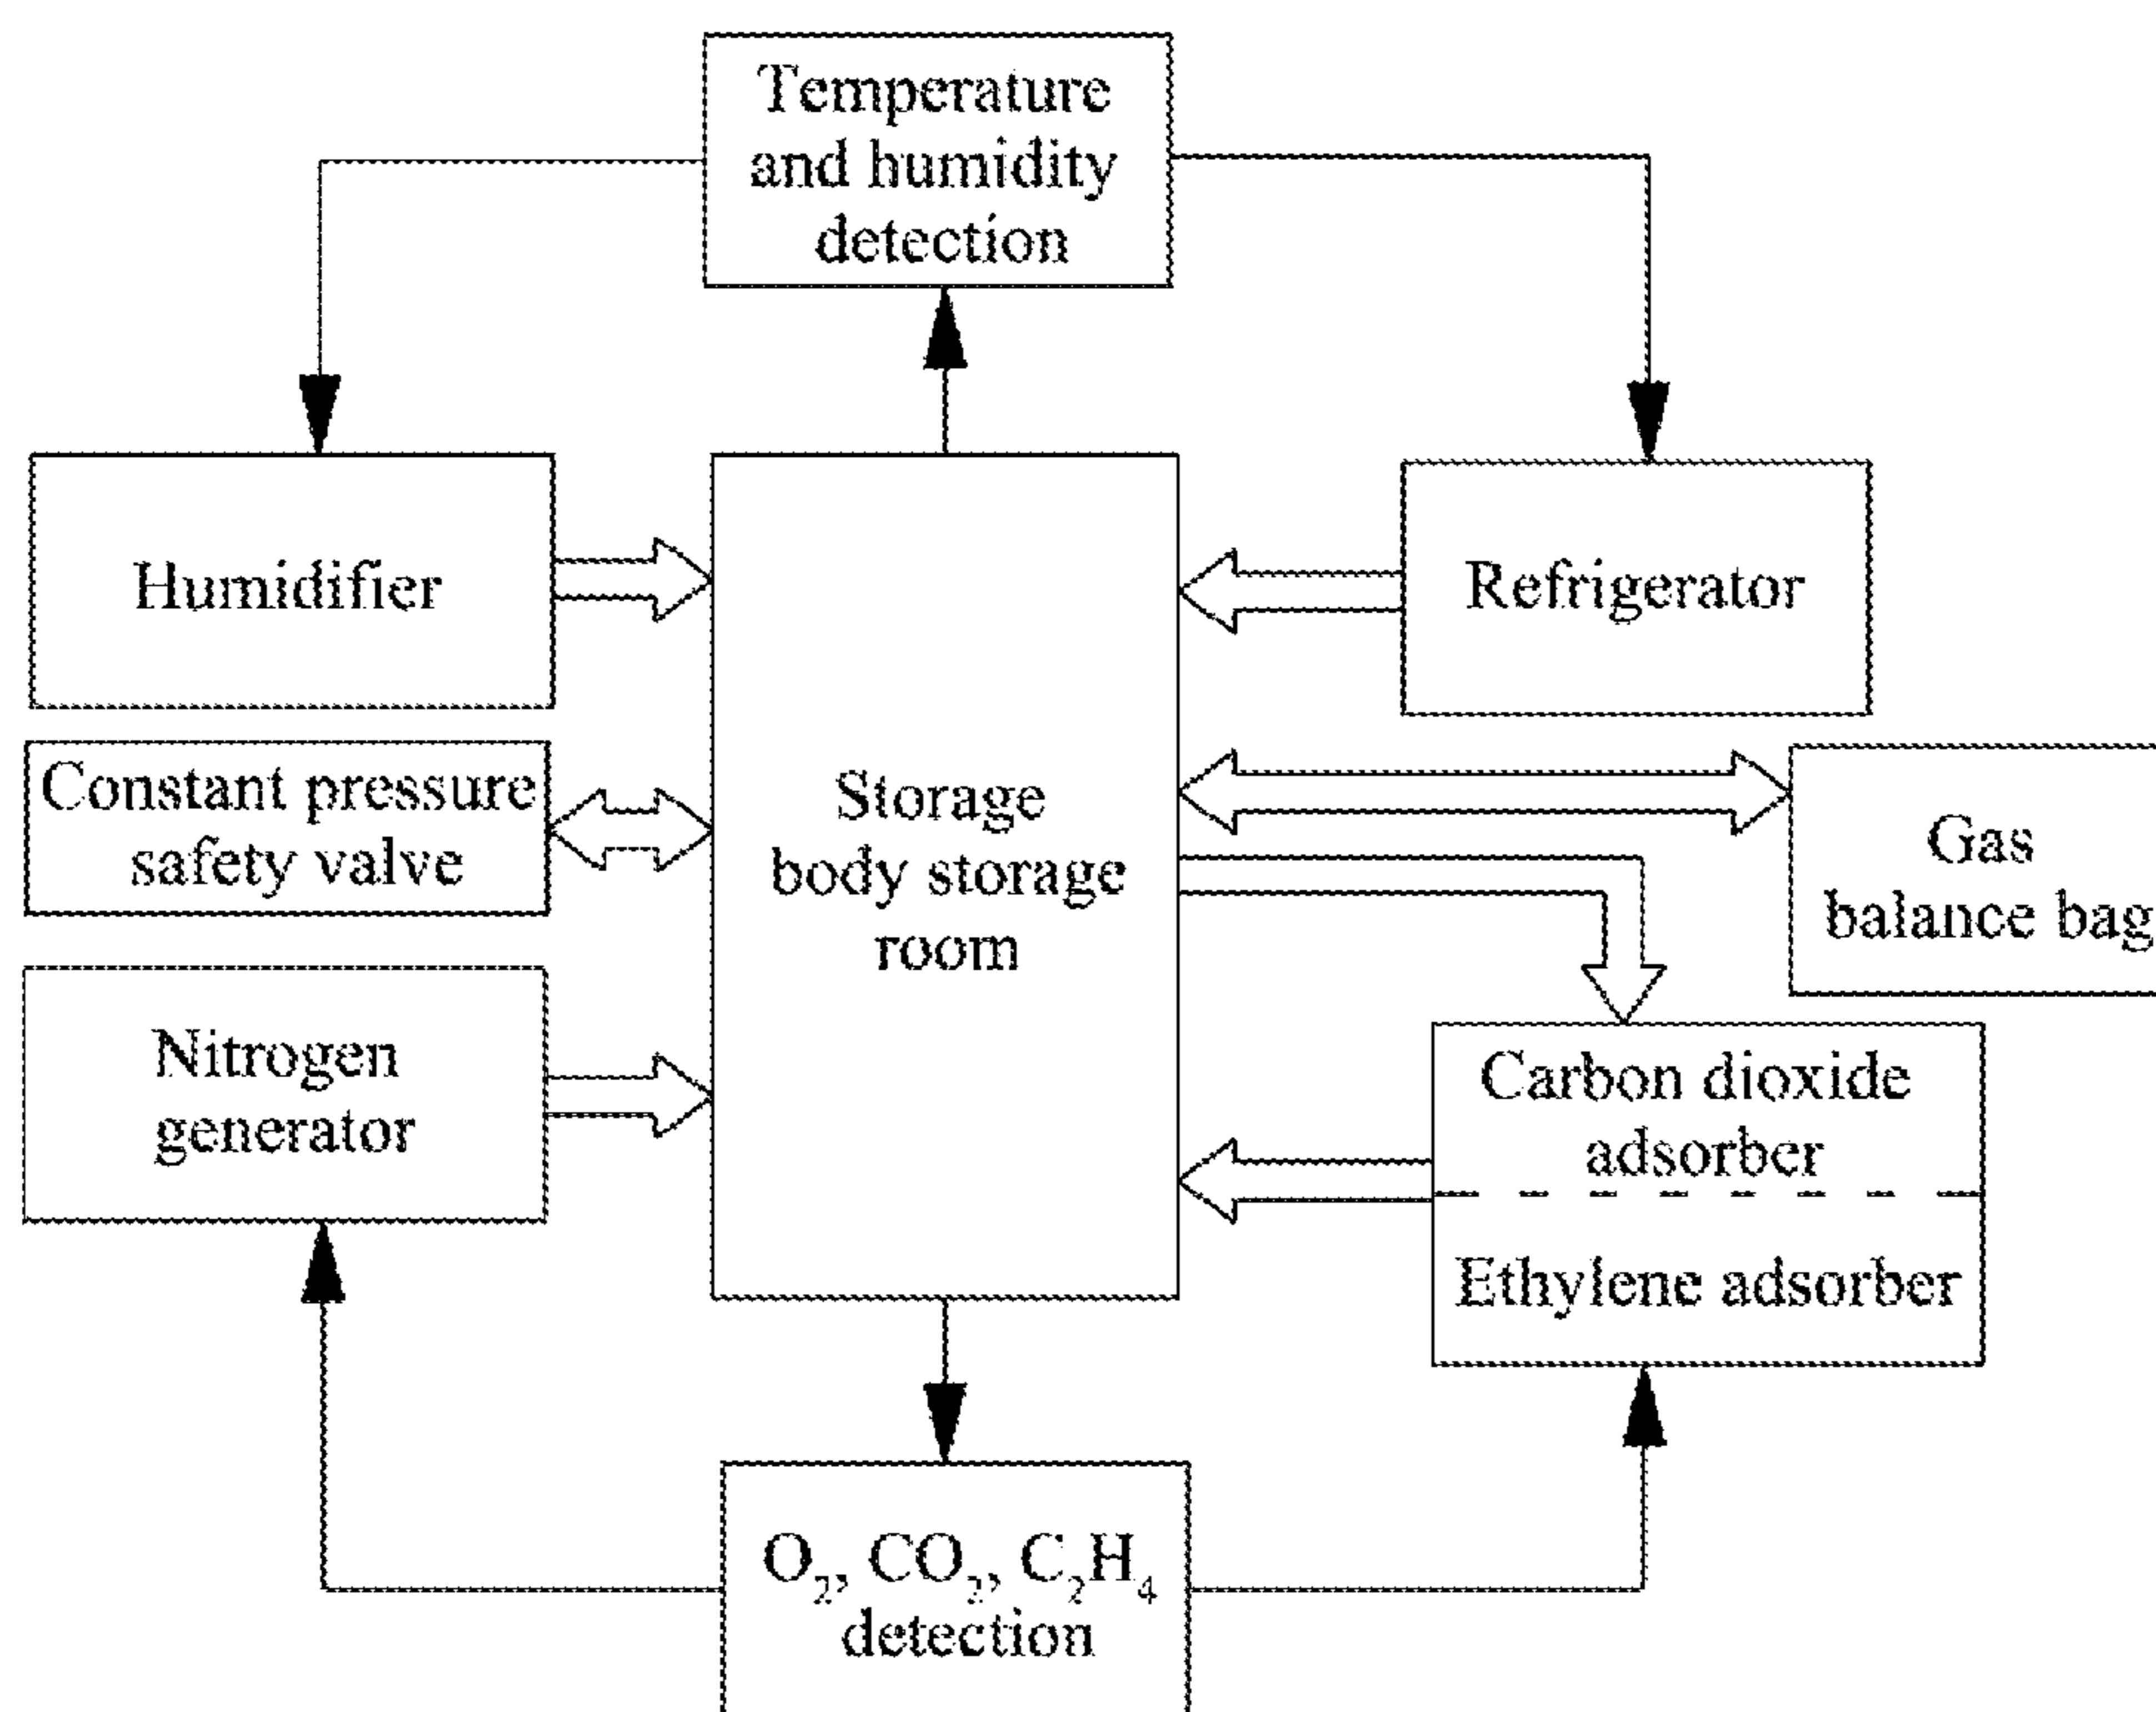 Temperature
and humidity
detection
Humidifier
Refrigerator
Constant pressure
safety valve
Storage
body storage
room
Gas
balance bag
Nitrogen
generator
Carbon dioxide
adsorber
Ethylene adsorber
O₂, CO₂, C₂H₄
detection